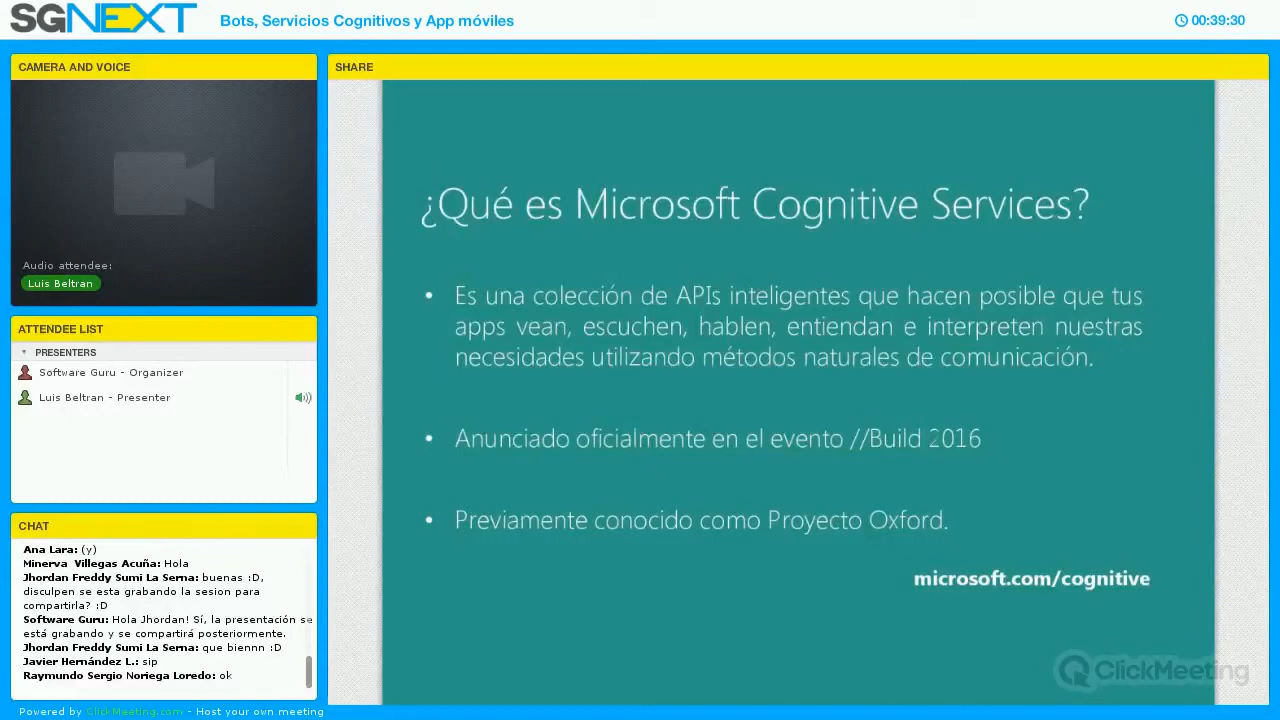 SGNEXT
Bots, Servicios Cognitivos y App móviles
00:39:30
CAMERA AND VOICE
Audio attendee:
Luis Beltran
ATTENDEE LIST
PRESENTERS
Software Guru - Organizer
Luis Beltran - Presenter
CHAT
Ana Lara: (y)
Minerva Villegas Acuña: Hola
Jhordan Freddy Sumi La Serna: buenas :D,
disculpen se esta grabando la sesion para
compartirla? :D
Software Guru: Hola Jhordan! Sí, la presentación se
está grabando y se compartirá posteriormente.
Jhordan Freddy Sumi La Serna: que biennn :D
Javier Hernández L.: sip
Raymundo Sergio Noriega Loredo: ok
Powered by ClickMeeting.com - Host your own meeting
SHARE
¿Qué es Microsoft Cognitive Services?
• Es una colección de APIs inteligentes que hacen posible que tus
apps vean, escuchen, hablen, entiendan e interpreten nuestras
necesidades utilizando métodos naturales de comunicación.
• Anunciado oficialmente en el evento //Build 2016
• Previamente conocido como Proyecto Oxford.
microsoft.com/cognitive
ClickMeeting